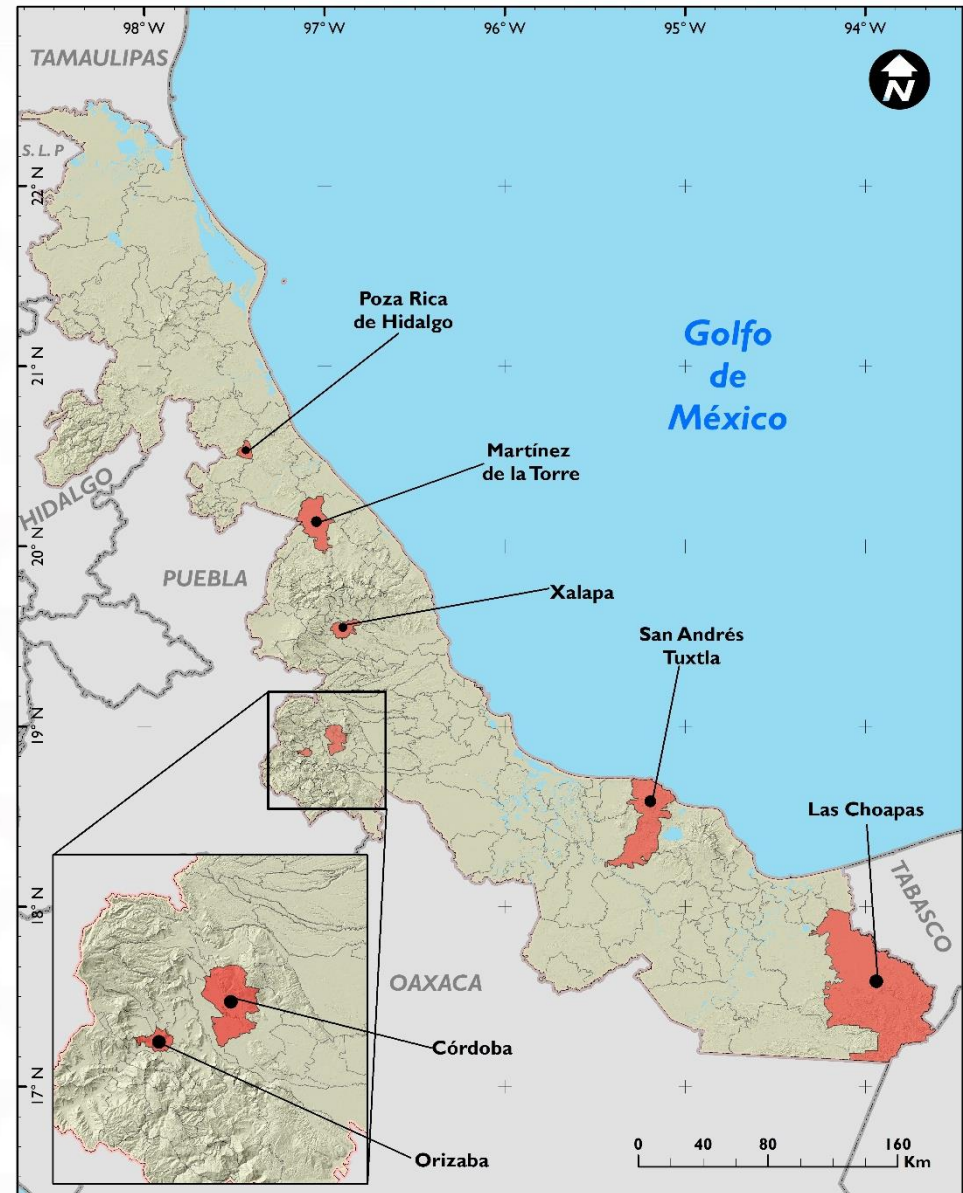 98°W 97°W 96°W 95°W 94°W
TAMAULIPAS
N
S. L. P
22°N
Poza Rica
de Hidalgo
Golfo
de
México
21°N
Martínez
de la Torre
HIDALGO
20°N
PUEBLA
Xalapa
San Andrés
Tuxtla
19°N
Las Choapas
TABASCO
18°N
OAXACA
Córdoba
17°N
Orizaba
0 40 80 160
Km